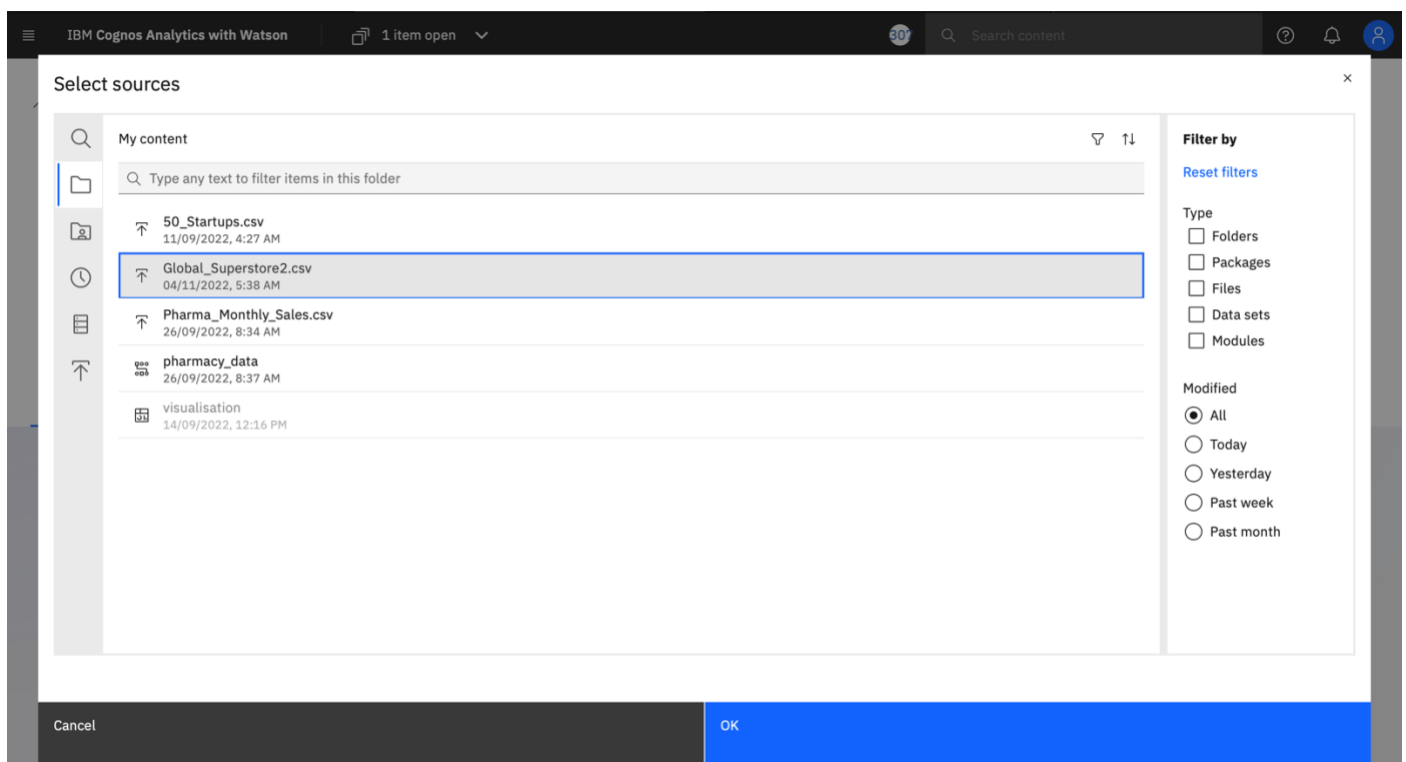 IBM Cognos Analytics with Watson
1 item open
30?
Search content
Select sources
My content
Type any text to filter items in this folder
50_Startups.csv
11/09/2022, 4:27 AM
Global_Superstore2.csv
04/11/2022, 5:38 AM
Pharma_Monthly_Sales.csv
26/09/2022, 8:34 AM
pharmacy_data
26/09/2022, 8:37 AM
visualisation
14/09/2022, 12:16 PM
Filter by
Reset filters
Type
Folders
Packages
Files
Data sets
Modules
Modified
All
Today
Yesterday
Past week
Past month
Cancel
OK